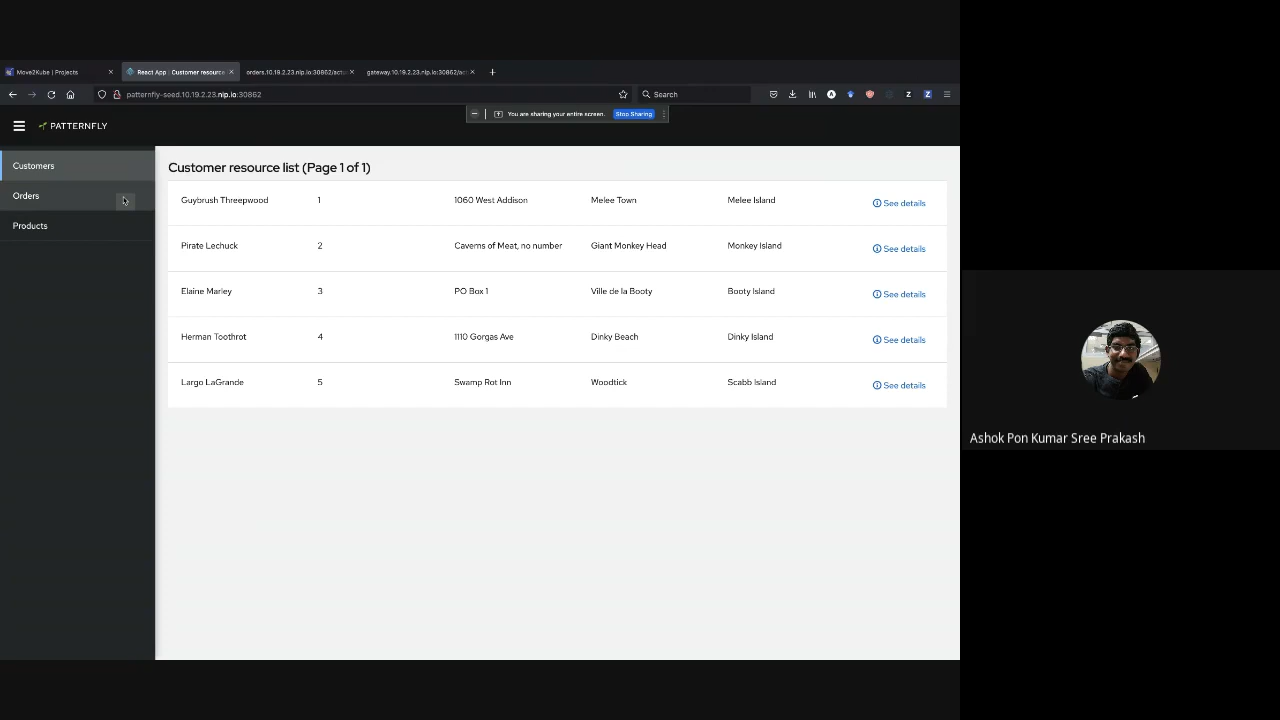 Move2Kube | Projects
React App | Customer resource
orders.10.19.2.23.nip.io:30862/actu
gateway.10.19.2.23.nip.io:30862/a
patternfly-seed.10.19.2.23.nip.io:30862
Search
You are sharing your entire screen.
Stop Sharing
PATTERNFLY
Customers
Orders
Products
Customer resource list (Page 1 of 1)
Guybrush Threepwood 1 1060 West Addison Melee Town Melee Island See details
Pirate Lechuck 2 Caverns of Meat, no number Giant Monkey Head Monkey Island See details
Elaine Marley 3 PO Box 1 Ville de la Booty Booty Island See details
Herman Toothrot 4 1110 Gorgas Ave Dinky Beach Dinky Island See details
Largo LaGrande 5 Swamp Rot Inn Woodtick Scabb Island See details
Ashok Pon Kumar Sree Prakash